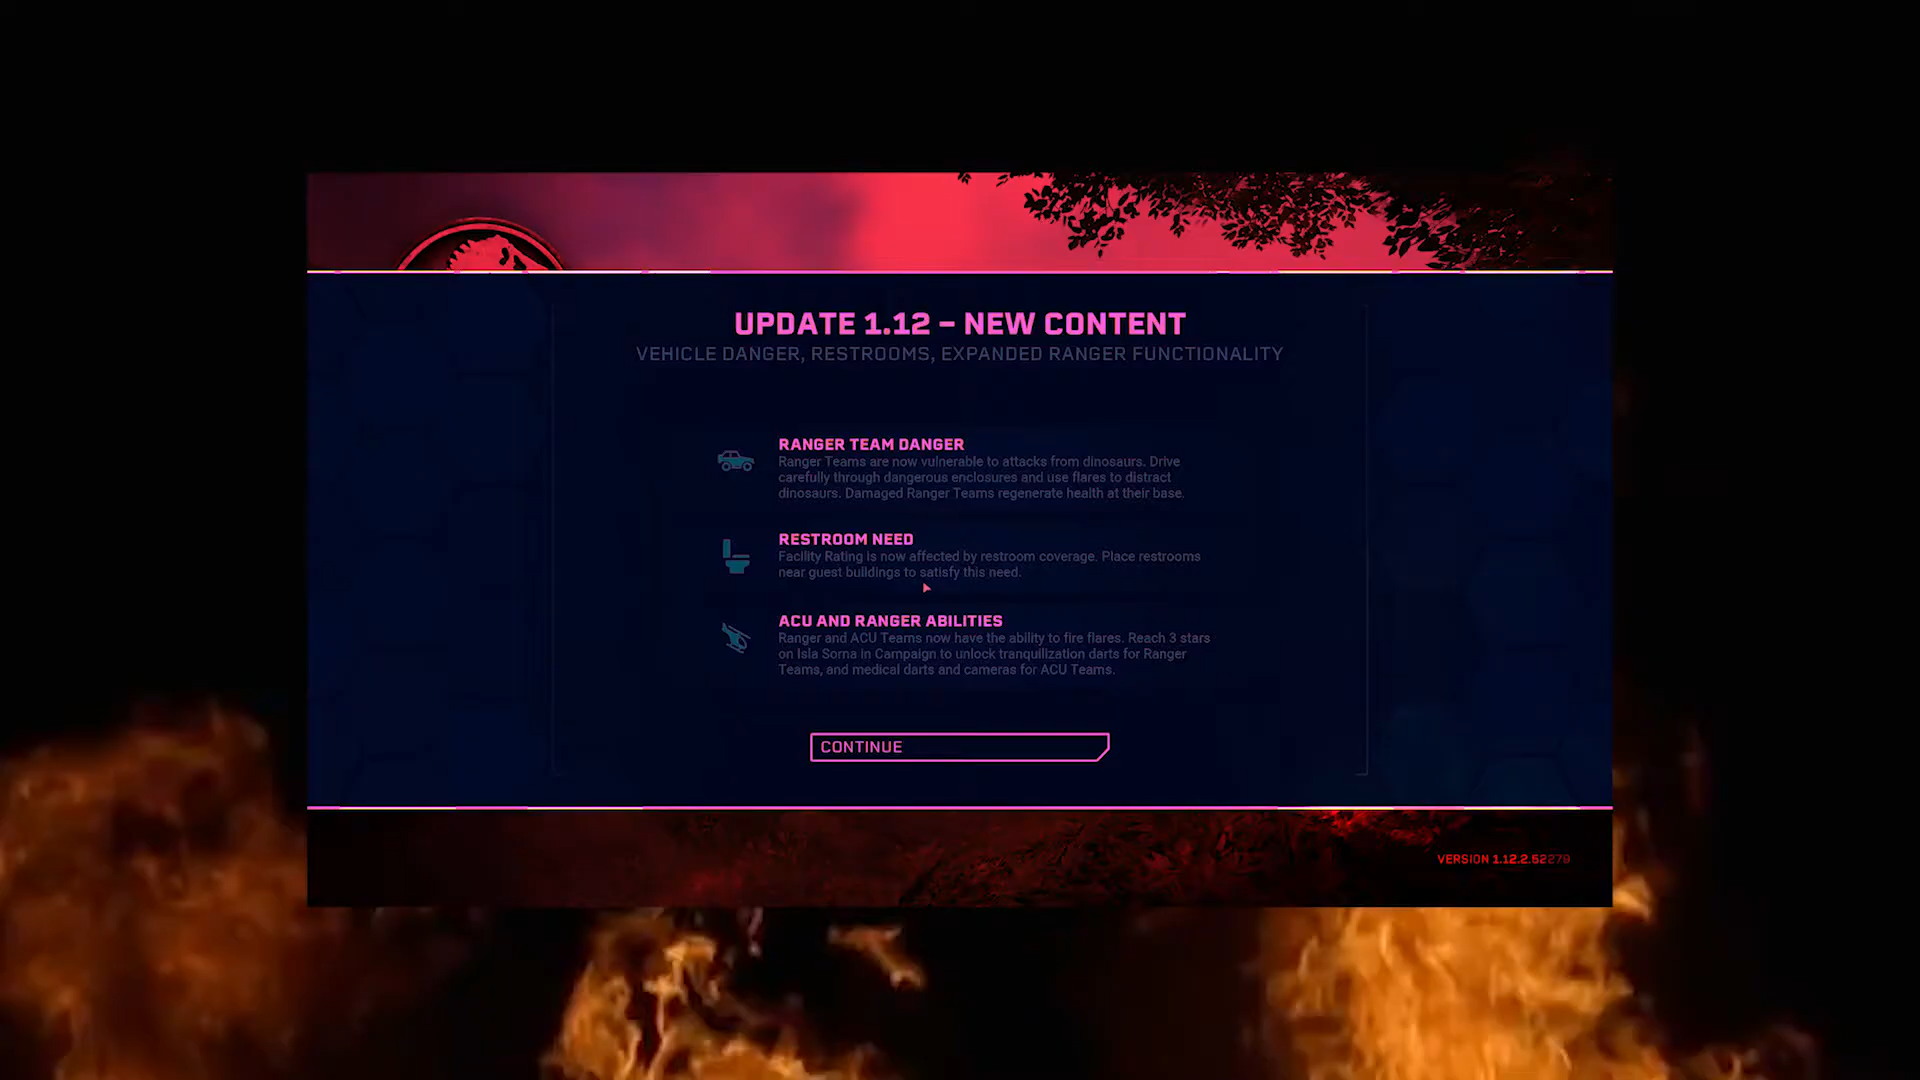 UPDATE 1.12 – NEW CONTENT
VEHICLE DANGER, RESTROOMS, EXPANDED RANGER FUNCTIONALITY
RANGER TEAM DANGER
Ranger Teams are now vulnerable to attacks from dinosaurs. Drive
carefully through dangerous enclosures and use flares to distract
dinosaurs. Damaged Ranger Teams regenerate health at their base.
RESTROOM NEED
Facility Rating is now affected by restroom coverage. Place restrooms
near guest buildings to satisfy this need.
ACU AND RANGER ABILITIES
Ranger and ACU Teams now have the ability to fire flares. Reach 3 stars
on Isla Sorna in Campaign to unlock tranquilization darts for Ranger
Teams, and medical darts and cameras for ACU Teams.
CONTINUE
VERSION 1.12.2.52279